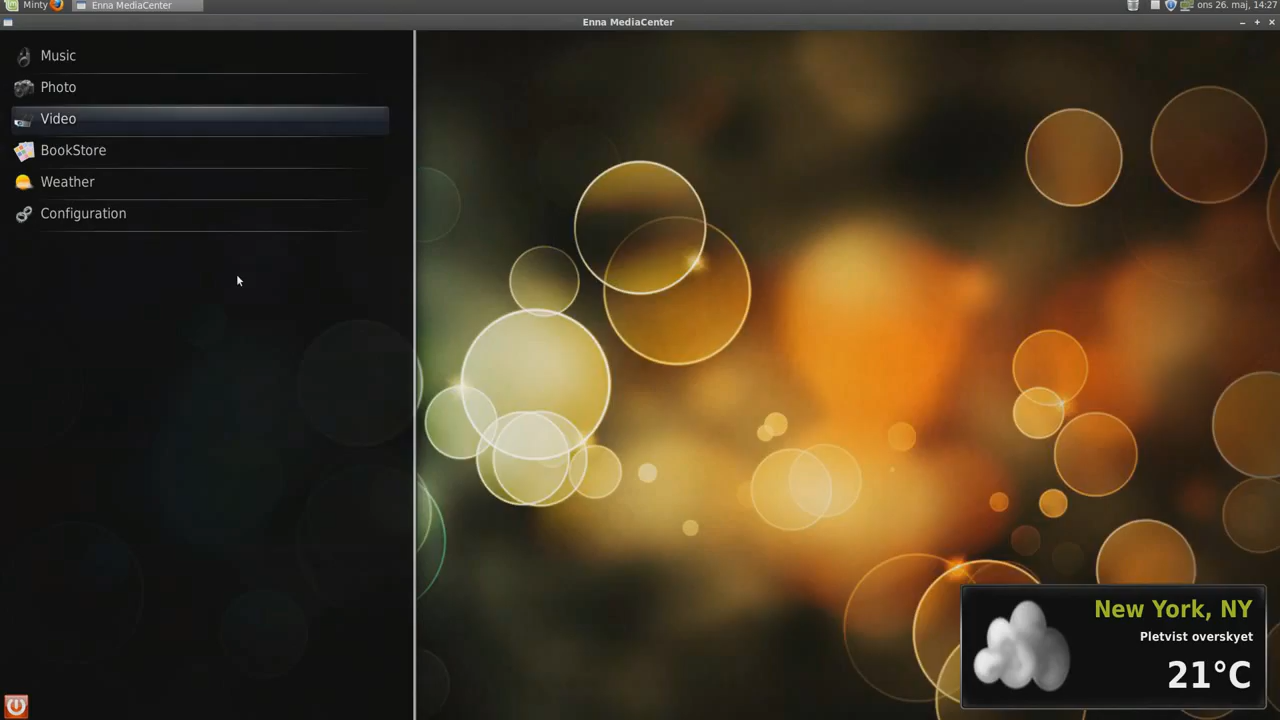 Minty
Enna MediaCenter
ons 26. maj, 14:27
Enna MediaCenter
Music
Photo
Video
BookStore
Weather
Configuration
New York, NY
Pletvist overskyet
21°C